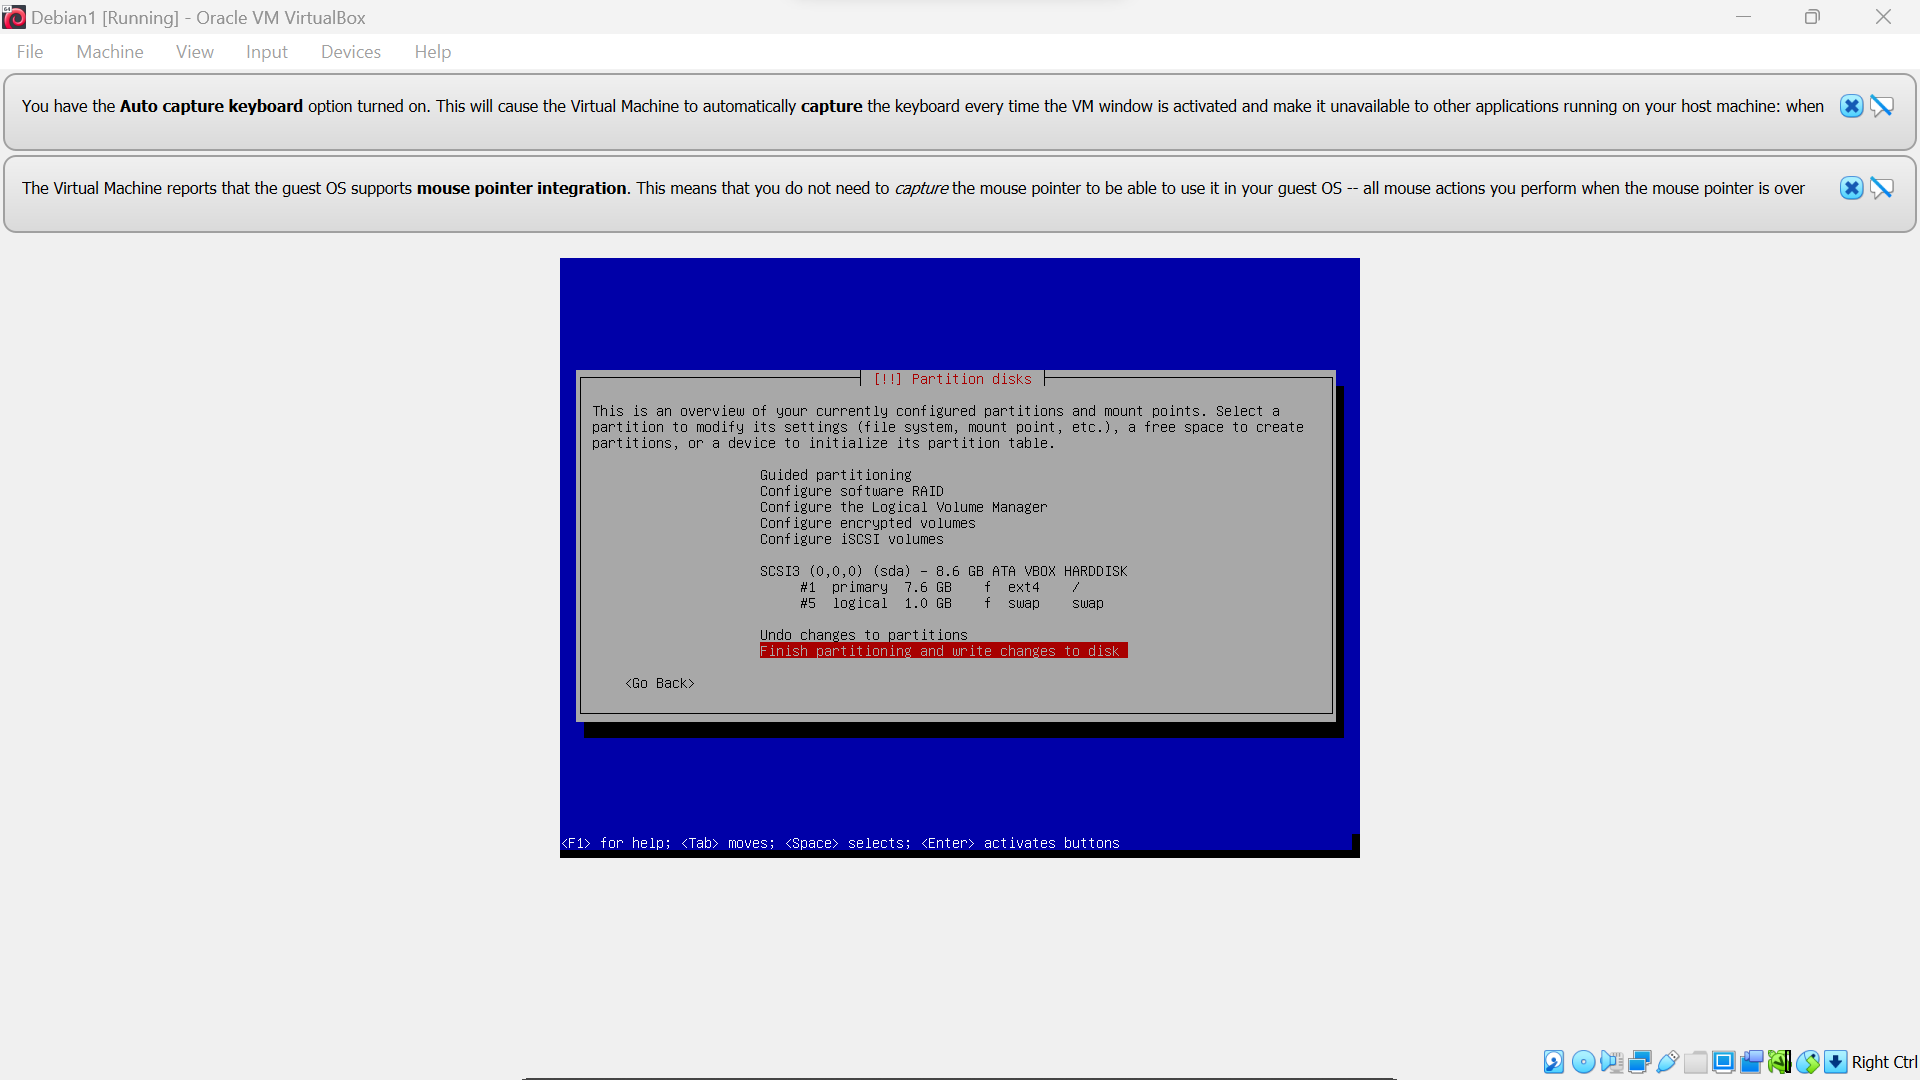 Debian1 [Running] - Oracle VM VirtualBox
File Machine View Input Devices Help
You have the Auto capture keyboard option turned on. This will cause the Virtual Machine to automatically capture the keyboard every time the VM window is activated and make it unavailable to other applications running on your host machine: when
The Virtual Machine reports that the guest OS supports mouse pointer integration. This means that you do not need to capture the mouse pointer to be able to use it in your guest OS -- all mouse actions you perform when the mouse pointer is over
[!!] Partition disks
This is an overview of your currently configured partitions and mount points. Select a
partition to modify its settings (file system, mount point, etc.), a free space to create
partitions, or a device to initialize its partition table.
Guided partitioning
Configure software RAID
Configure the Logical Volume Manager
Configure encrypted volumes
Configure iSCSI volumes
SCSI3 (0,0,0) (sda) - 8.6 GB ATA VBOX HARDDISK
#1 primary 7.6 GB f ext4 /
#5 logical 1.0 GB f swap swap
Undo changes to partitions
Finish partitioning and write changes to disk
<Go Back>
<F1> for help; <Tab> moves; <Space> selects; <Enter> activates buttons
Right Ctrl